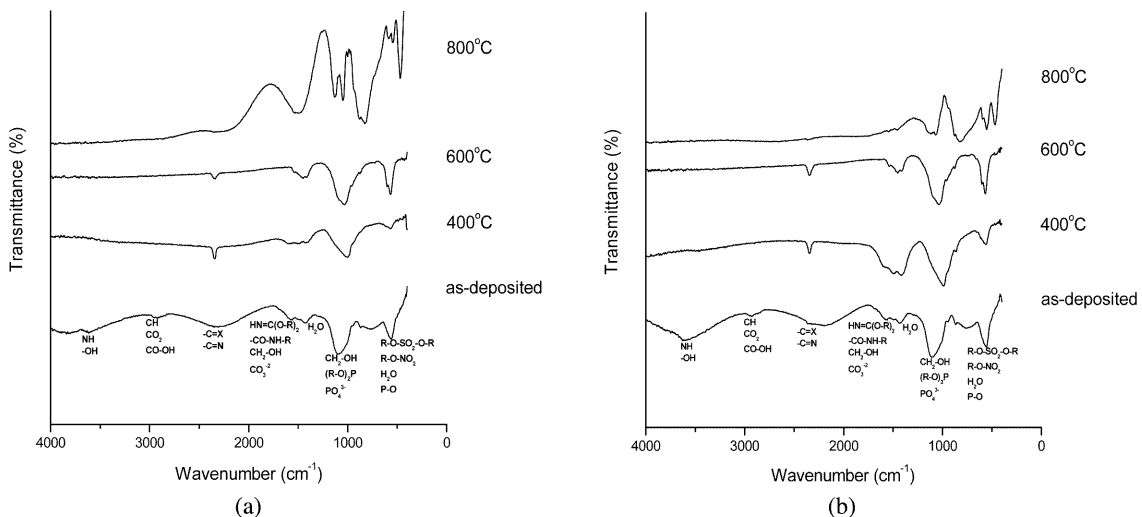 800°C
600°C
400°C
as-deposited
Transmittance (%)
NH
-OH
CH
CO2
CO-OH
-C=X
-C=N
HN=C(O-R)2
-CO-NH-R
CH2-OH
CO3-2
H2O
CH2-OH
(R-O)2P
PO43-
R-O-SO2-O-R
R-O-NO2
H2O
P-O
4000 3000 2000 1000 0
Wavenumber (cm-1)
(a)
800°C
600°C
400°C
as-deposited
Transmittance (%)
NH
-OH
CH
CO2
CO-OH
-C=X
-C=N
HN=C(O-R)2
-CO-NH-R
CH2-OH
CO3-2
H2O
CH2-OH
(R-O)2P
PO43-
R-O-SO2-O-R
R-O-NO2
H2O
P-O
4000 3000 2000 1000 0
Wavenumber (cm-1)
(b)